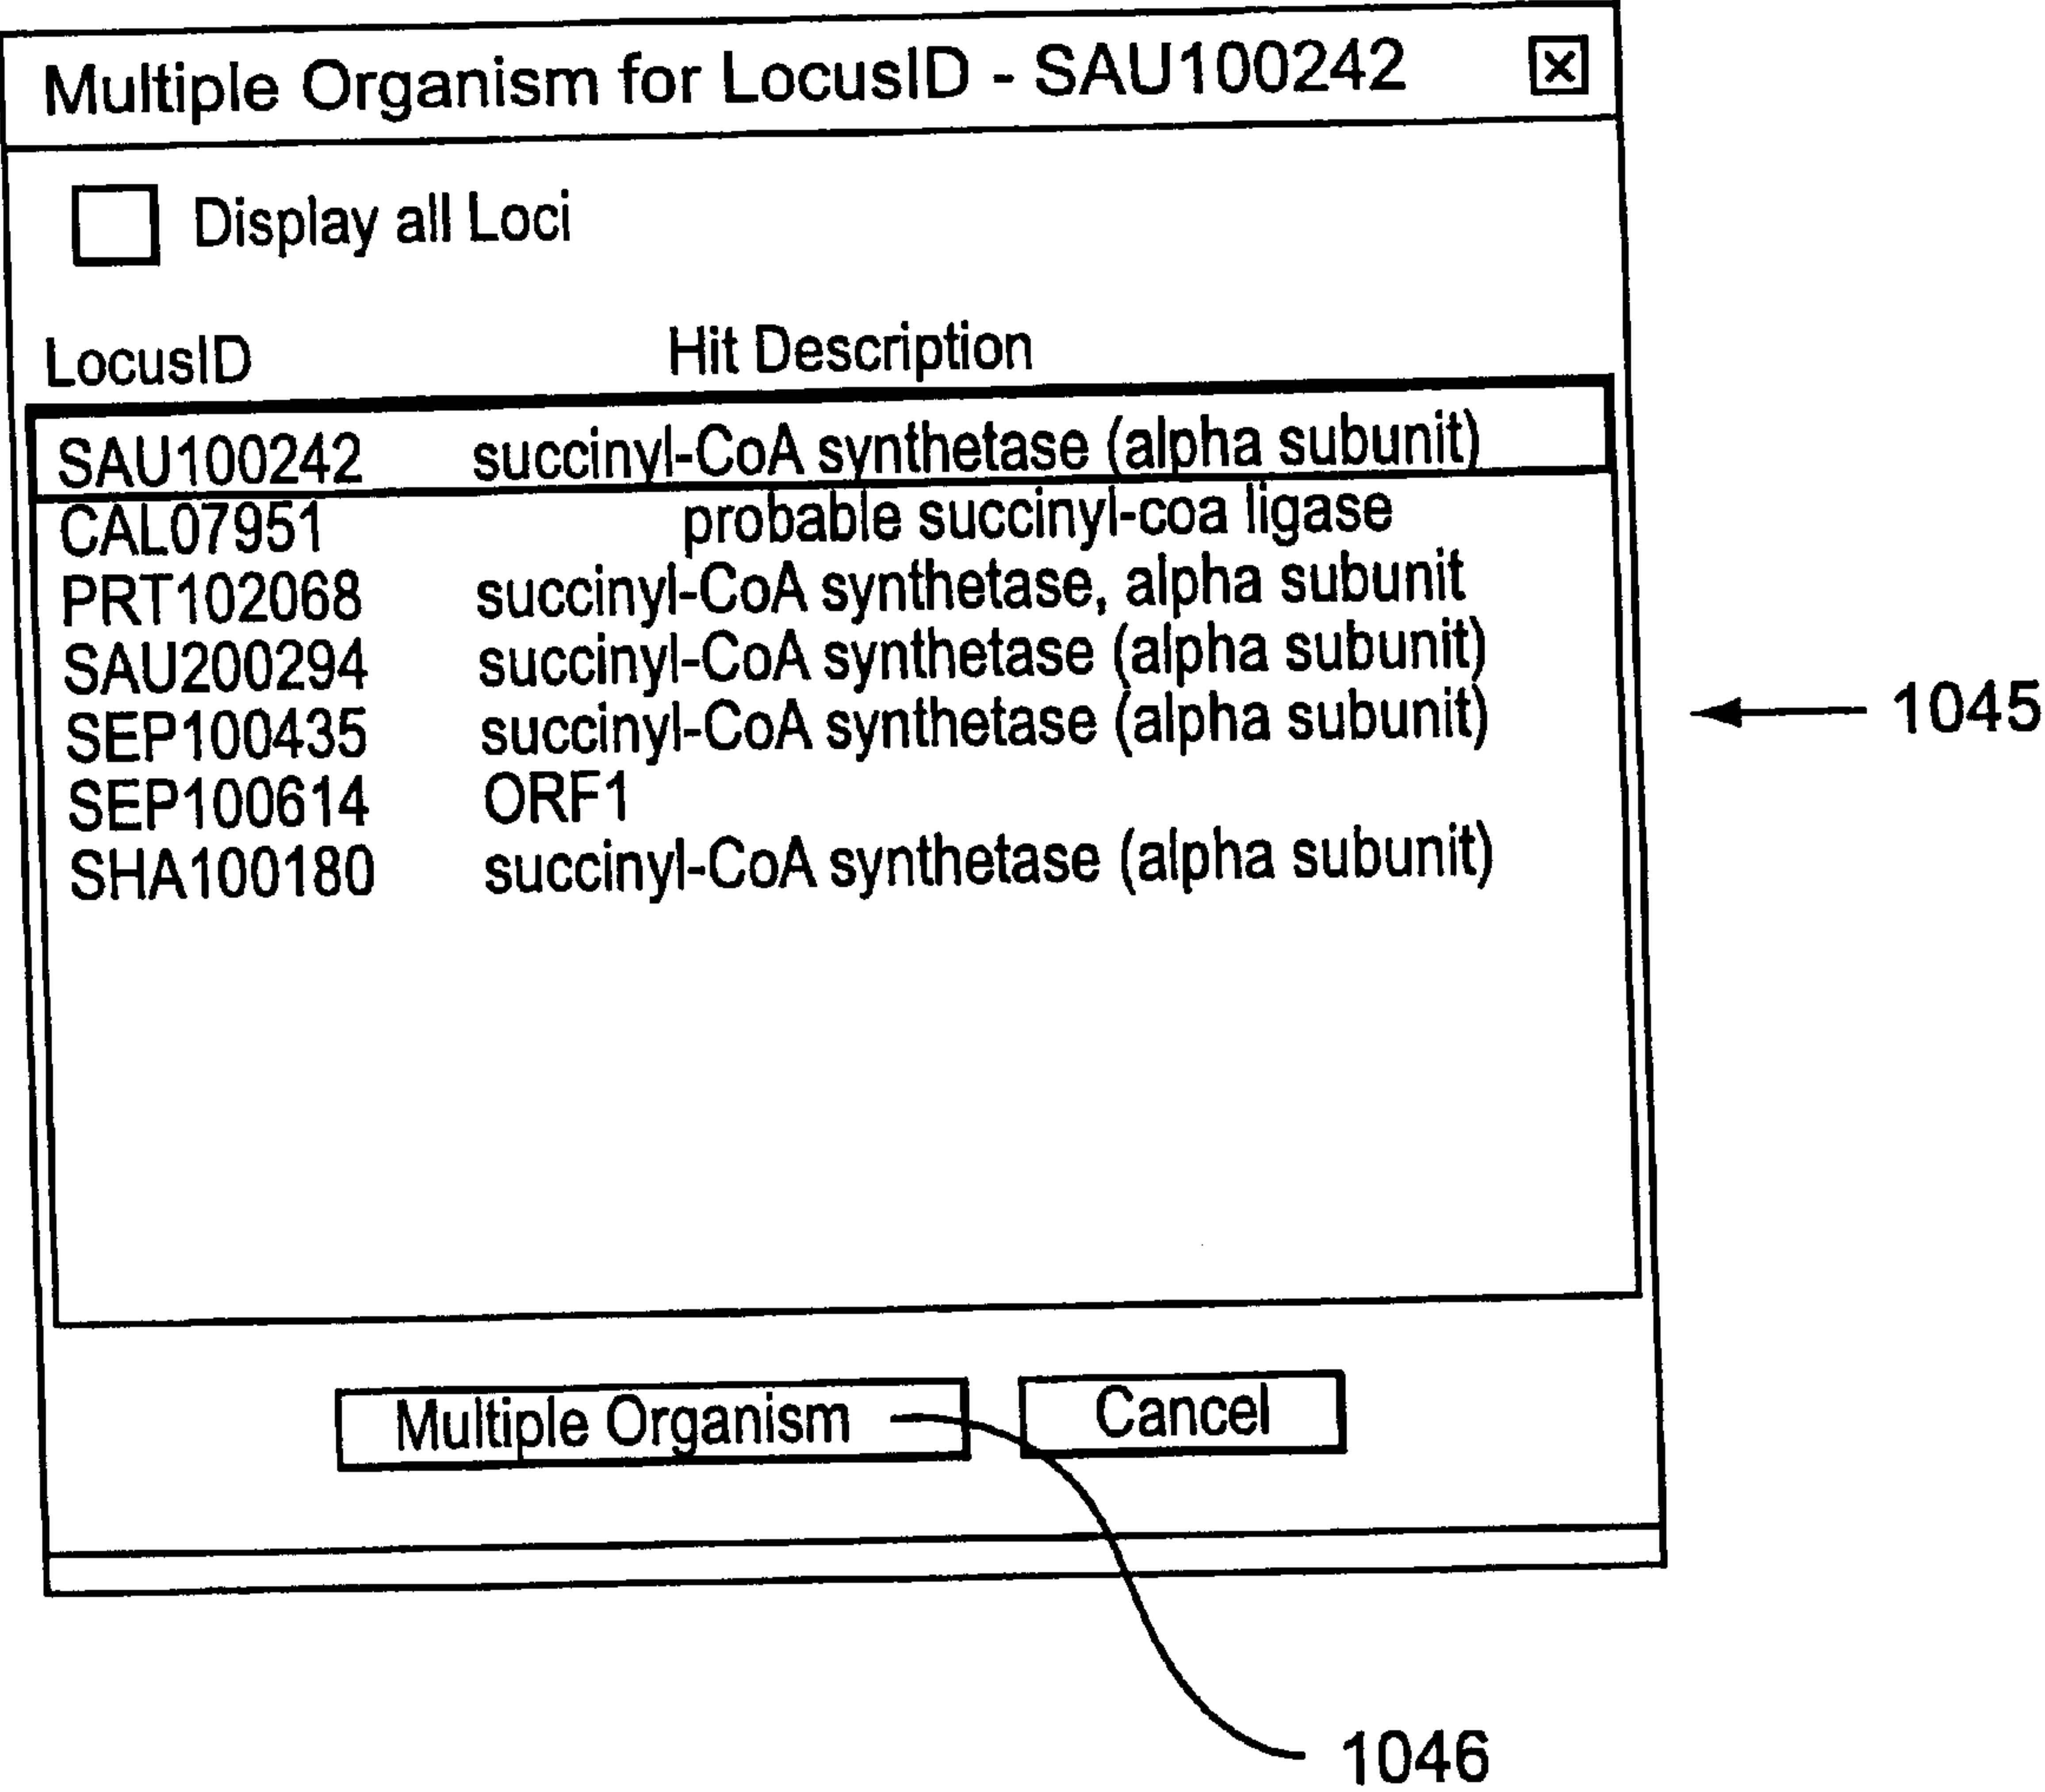 Multiple Organism for LocusID - SAU100242
Display all Loci
LocusID Hit Description
SAU100242 succinyl-CoA synthetase (alpha subunit)
CAL07951 probable succinyl-coa ligase
PRT102068 succinyl-CoA synthetase, alpha subunit
SAU200294 succinyl-CoA synthetase (alpha subunit)
SEP100435 succinyl-CoA synthetase (alpha subunit)
SEP100614 ORF1
SHA100180 succinyl-CoA synthetase (alpha subunit)
1045
Multiple Organism Cancel
1046